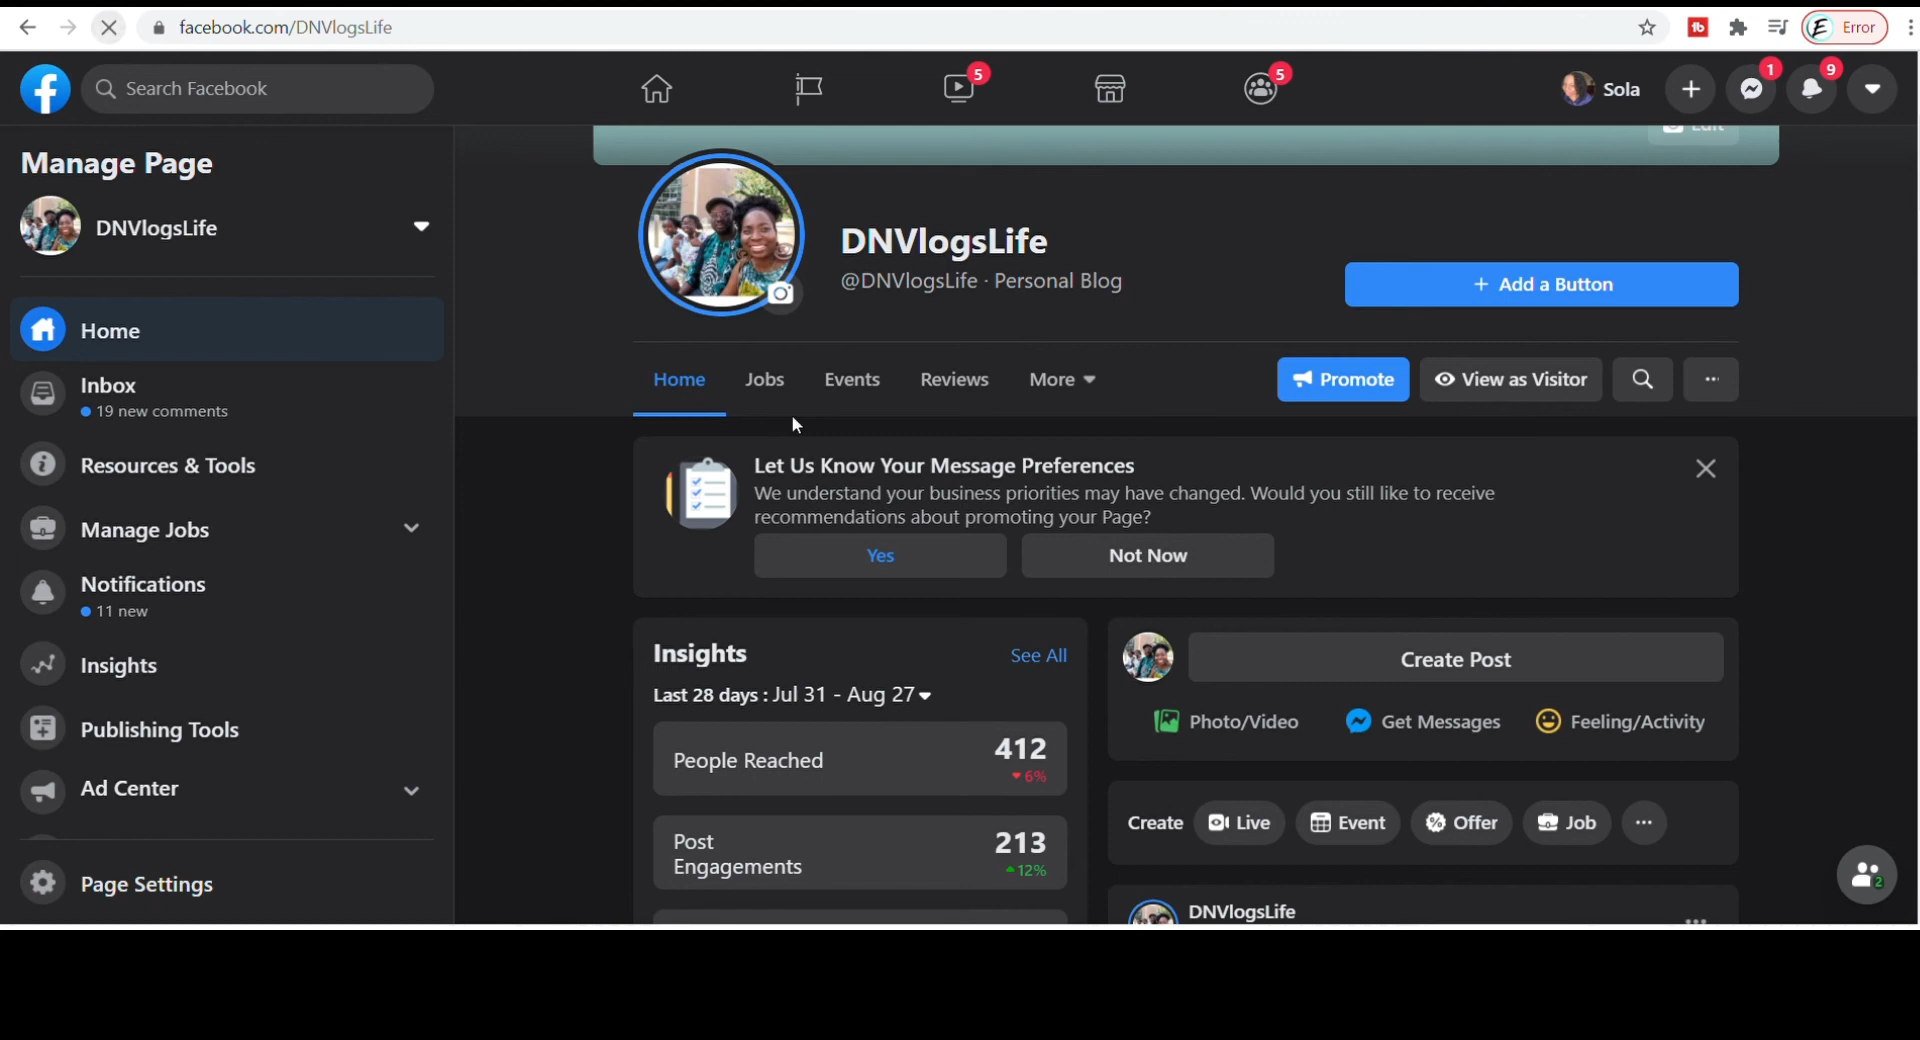 facebook.com/DNVlogsLife
Error
Search Facebook
5
5
Sola
1
9
Manage Page
DNVlogsLife
Home
Inbox
19 new comments
Resources & Tools
Manage Jobs
Notifications
11 new
Insights
Publishing Tools
Ad Center
Page Settings
Edit
DNVlogsLife
@DNVlogsLife · Personal Blog
+ Add a Button
Home Jobs Events Reviews More
Promote View as Visitor
Let Us Know Your Message Preferences
We understand your business priorities may have changed. Would you still like to receive
recommendations about promoting your Page?
Yes Not Now
Insights See All
Last 28 days : Jul 31 - Aug 27
People Reached 412
6%
Post
Engagements
213
12%
Create Post
Photo/Video Get Messages Feeling/Activity
Create Live Event Offer Job
DNVlogsLife
2